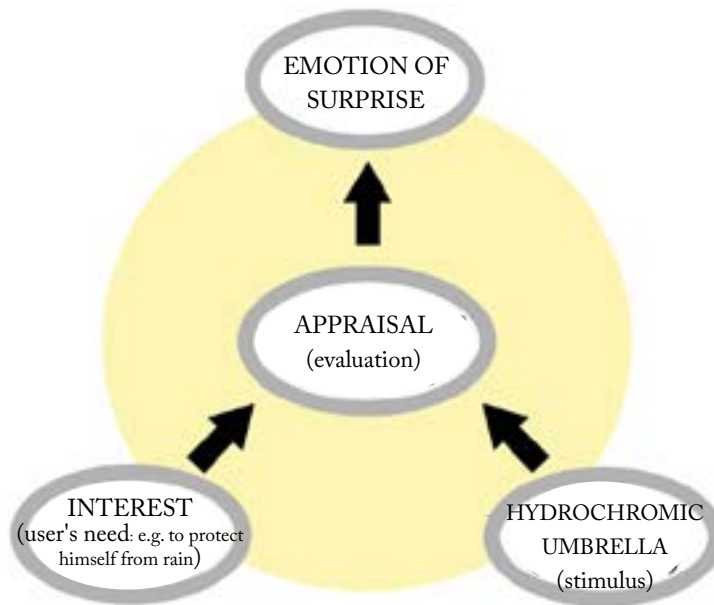 EMOTION OF
SURPRISE
APPRAISAL
(evaluation)
INTEREST
(user's need: e.g. to protect
himself from rain)
HYDROCHROMIC
UMBRELLA
(stimulus)